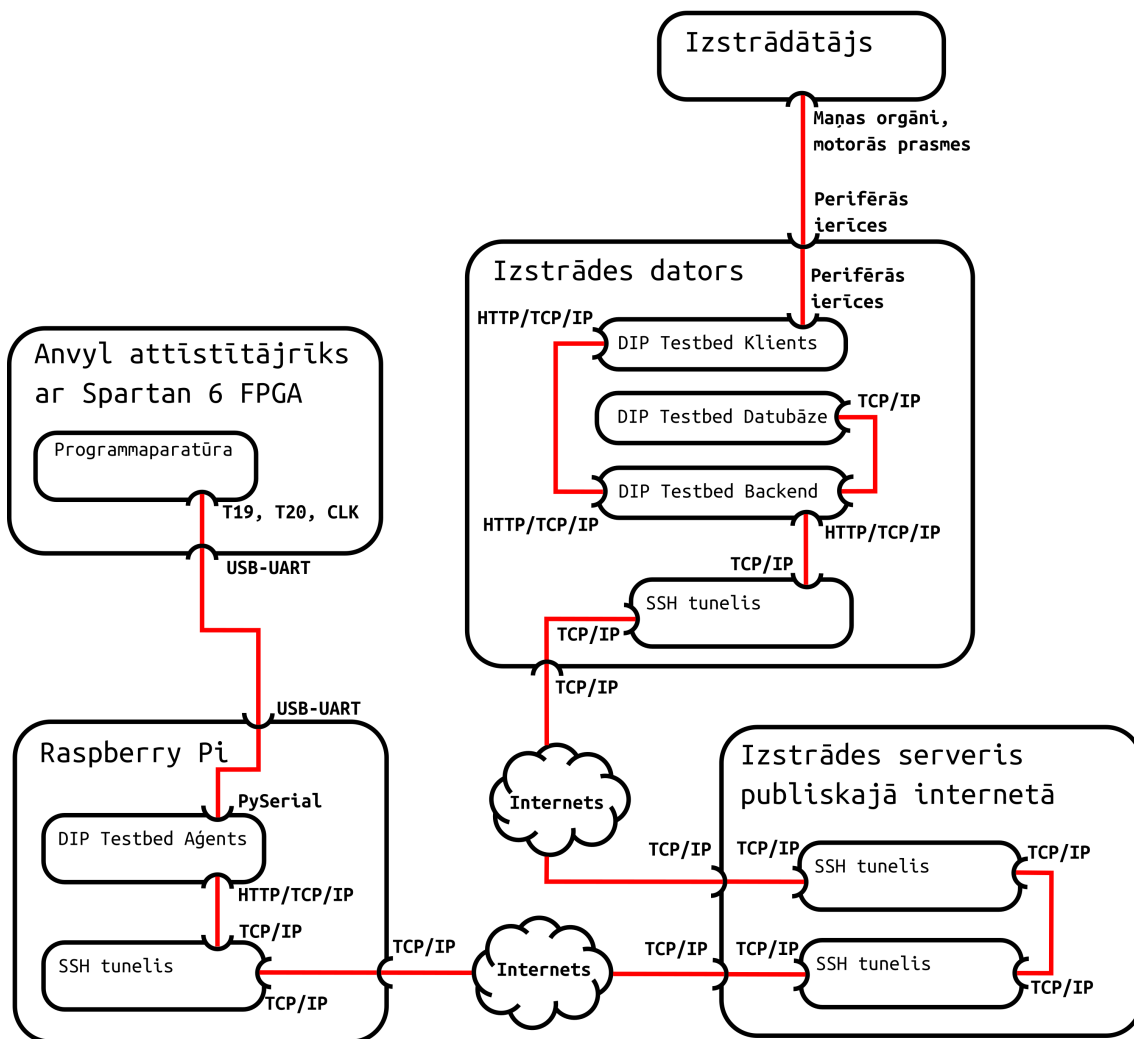 Izstrādātājs
Maņas orgāni,
motorās prasmes
Perifērās
ierīces
Izstrādes dators
Perifērās
ierīces
HTTP/TCP/IP
DIP Testbed Klients
DIP Testbed Datubāze
TCP/IP
DIP Testbed Backend
HTTP/TCP/IP
HTTP/TCP/IP
TCP/IP
SSH tunelis
TCP/IP
TCP/IP
Anvyl attīstītājrīks
ar Spartan 6 FPGA
Programmaparatūra
T19, T20, CLK
USB-UART
USB-UART
Raspberry Pi
PySerial
DIP Testbed Aģents
HTTP/TCP/IP
TCP/IP
SSH tunelis
TCP/IP
TCP/IP
Internets
Internets
Izstrādes serveris
publiskajā internetā
TCP/IP
TCP/IP
SSH tunelis
TCP/IP
TCP/IP
TCP/IP
SSH tunelis
TCP/IP